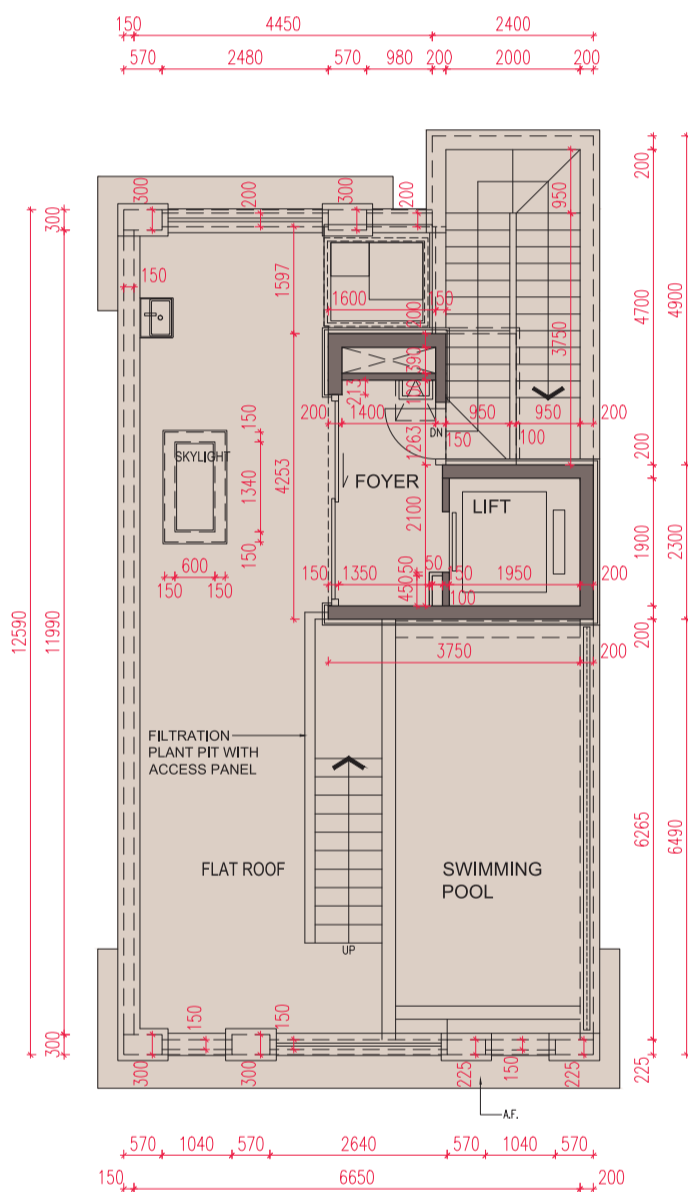 150 4450 2400
570 2480 570 980 200 2000 200
300 200 300 200 950 200
300
150 1597 4700 4900
1600 150 3750
390
213
200 1400 950 950 200
DN 150 100
1263 200
150
SKYLIGHT
1340 4253
FOYER
LIFT
2100 1900 2300
150
600
150 150
150 1350 50 150 1950 200
450 50 100
12590 11990
200
3750 200
FILTRATION
PLANT PIT WITH
ACCESS PANEL
6265 6490
FLAT ROOF
SWIMMING
POOL
UP
150 150
300 300 300 225 150 225 225
A.F.
570 1040 570 2640 570 1040 570
150 6650 200